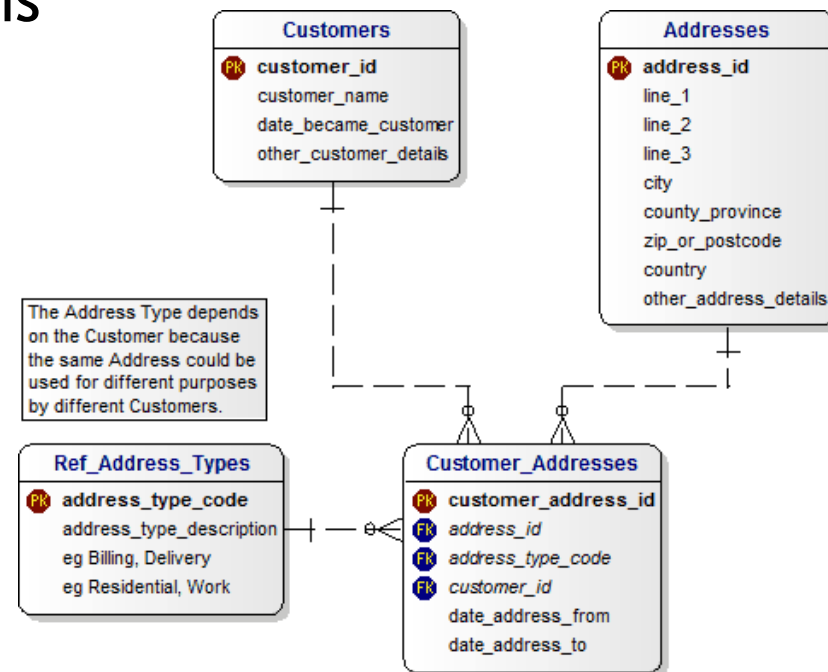 Customers
PK customer_id
customer_name
date_became_customer
other_customer_details
Addresses
PK address_id
line_1
line_2
line_3
city
county_province
zip_or_postcode
country
other_address_details
The Address Type depends
on the Customer because
the same Address could be
used for different purposes
by different Customers.
Ref_Address_Types
PK address_type_code
address_type_description
eg Billing, Delivery
eg Residential, Work
Customer_Addresses
PK customer_address_id
FK address_id
FK address_type_code
FK customer_id
date_address_from
date_address_to